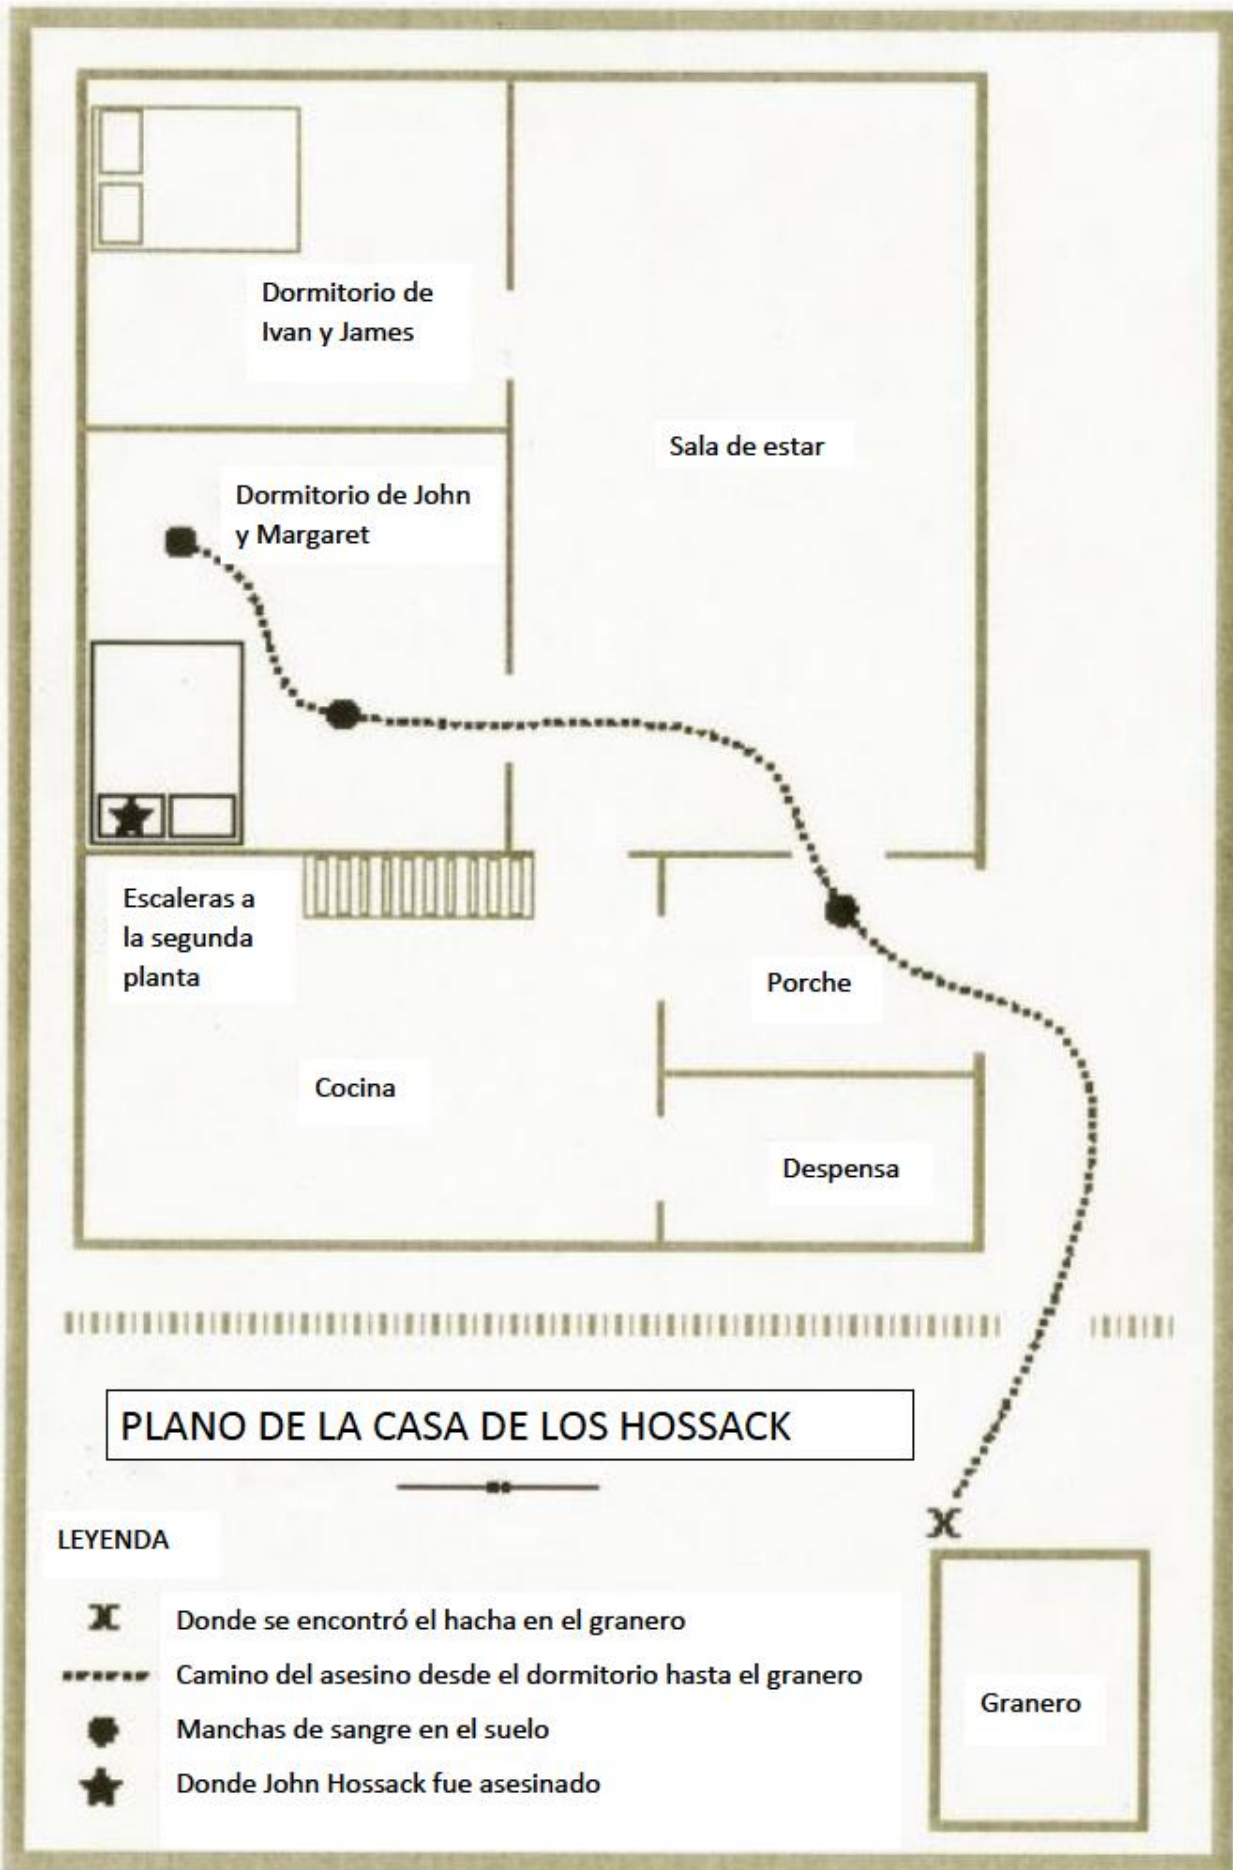 Dormitorio de
Ivan y James
Sala de estar
Dormitorio de John
y Margaret
Escaleras a
la segunda
planta
Porche
Cocina
Despensa
PLANO DE LA CASA DE LOS HOSSACK
LEYENDA
X Donde se encontró el hacha en el granero
Camino del asesino desde el dormitorio hasta el granero
Manchas de sangre en el suelo
Donde John Hossack fue asesinado
X
Granero